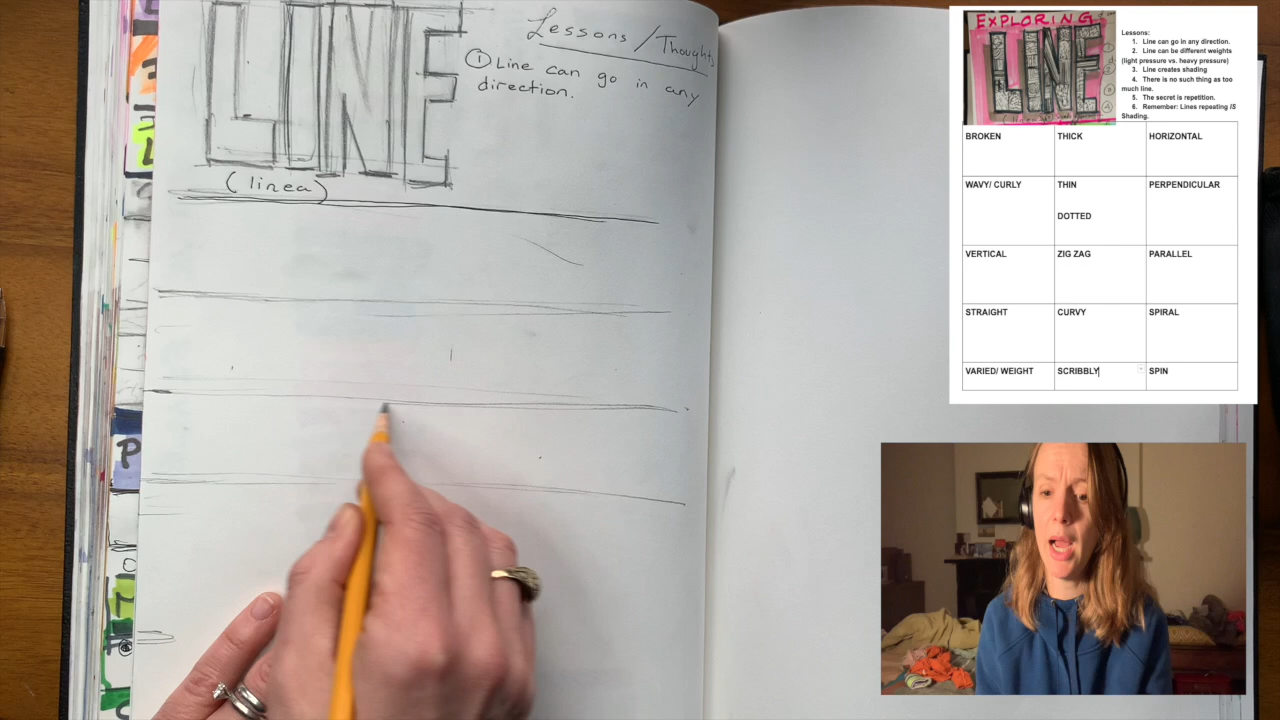 LINE
(linea)
Lessons/Thoughts
① Line can go in any
direction.
P
EXPLORING
LINE
Lessons:
1. Line can go in any direction.
2. Line can be different weights
(light pressure vs. heavy pressure)
3. Line creates shading
4. There is no such thing as too
much line.
5. The secret is repetition.
6. Remember: Lines repeating IS
Shading.
BROKEN THICK HORIZONTAL
WAVY/ CURLY THIN PERPENDICULAR
DOTTED
VERTICAL ZIG ZAG PARALLEL
STRAIGHT CURVY SPIRAL
VARIED/ WEIGHT SCRIBBLY SPIN